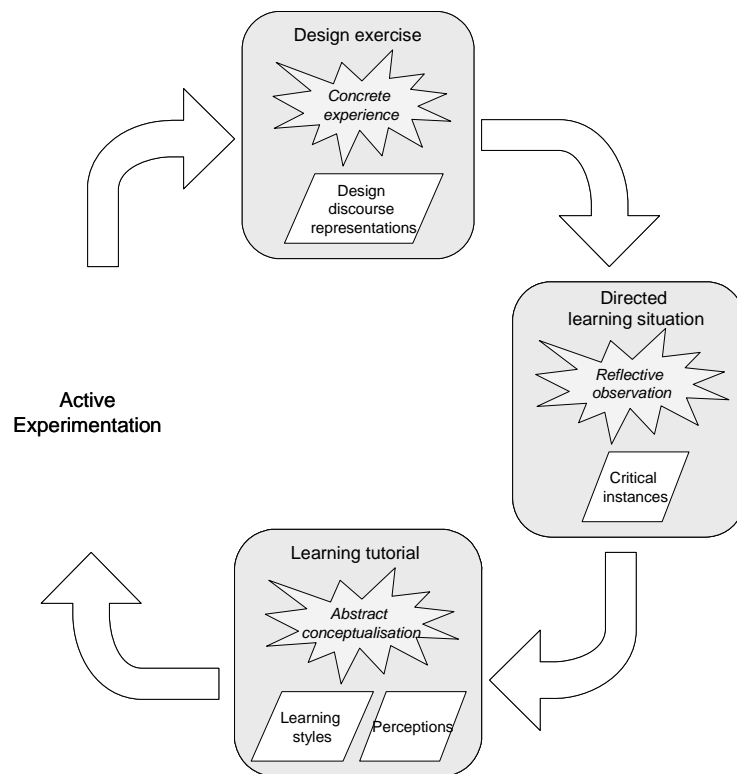 Design exercise
Concrete
experience
Design
discourse
representations
Directed
learning situation
Reflective
observation
Critical
instances
Learning tutorial
Abstract
conceptualisation
Learning
styles
Perceptions
Active
Experimentation